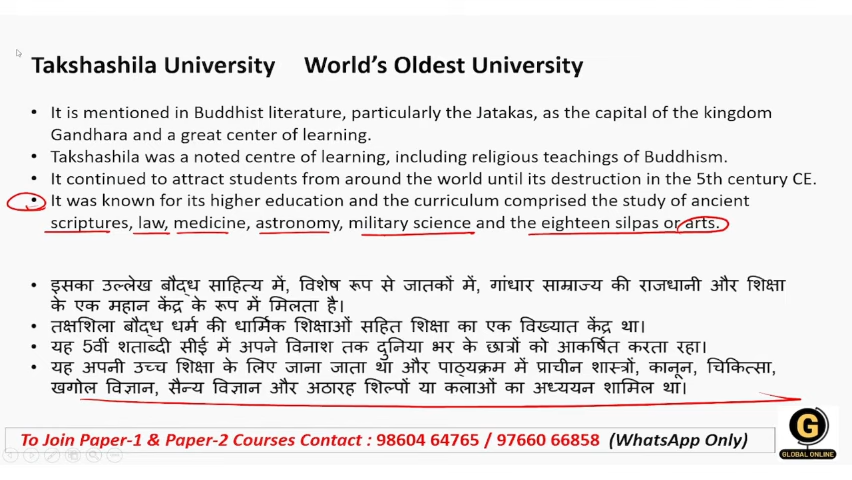 Takshashila University World's Oldest University
• It is mentioned in Buddhist literature, particularly the Jatakas, as the capital of the kingdom
Gandhara and a great center of learning.
• Takshashila was a noted centre of learning, including religious teachings of Buddhism.
• It continued to attract students from around the world until its destruction in the 5th century CE.
• It was known for its higher education and the curriculum comprised the study of ancient
scriptures, law, medicine, astronomy, military science and the eighteen silpas or arts.
• इसका उल्लेख बौद्ध साहित्य में, विशेष रूप से जातकों में, गांधार साम्राज्य की राजधानी और शिक्षा
के एक महान केंद्र के रूप में मिलता है।
• तक्षशिला बौद्ध धर्म की धार्मिक शिक्षाओं सहित शिक्षा का एक विख्यात केंद्र था।
• यह 5वीं शताब्दी सीई में अपने विनाश तक दुनिया भर के छात्रों को आकर्षित करता रहा।
• यह अपनी उच्च शिक्षा के लिए जाना जाता था और पाठ्यक्रम में प्राचीन शास्त्रों, कानून, चिकित्सा,
खगोल विज्ञान, सैन्य विज्ञान और अठारह शिल्पों या कलाओं का अध्ययन शामिल था।
To Join Paper-1 & Paper-2 Courses Contact : 98604 64765 / 97660 66858 (WhatsApp Only)
G
GLOBAL ONLINE